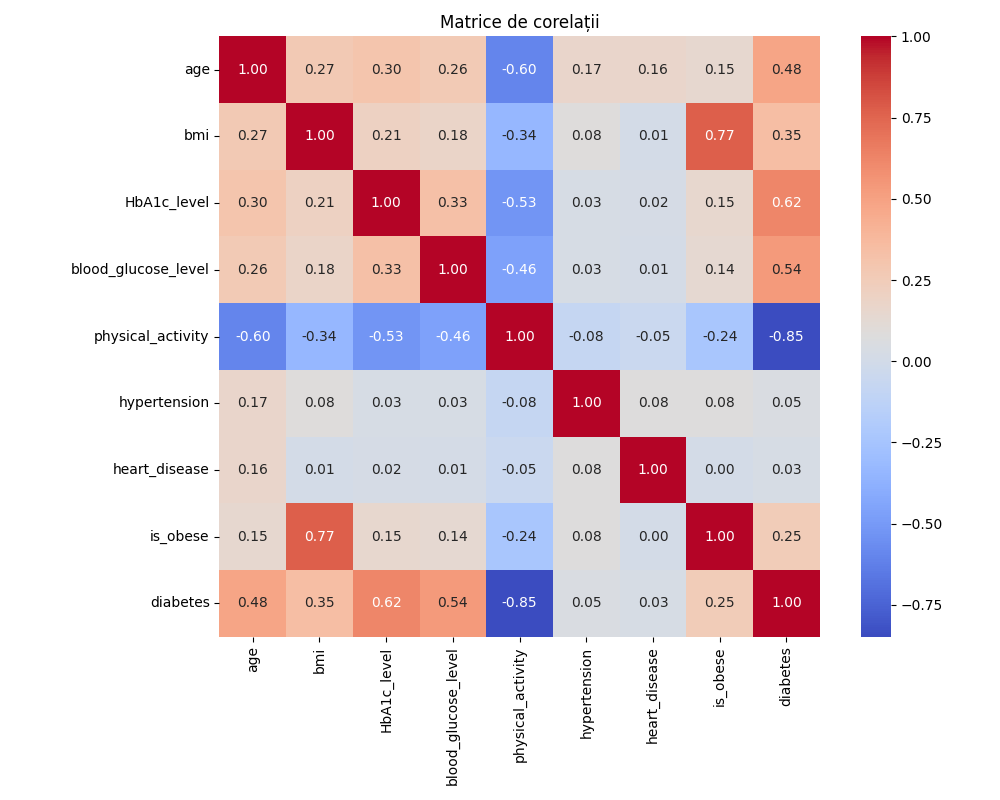 Matrice de corelații
age 1.00 0.27 0.30 0.26 -0.60 0.17 0.16 0.15 0.48
bmi 0.27 1.00 0.21 0.18 -0.34 0.08 0.01 0.77 0.35
HbA1c_level 0.30 0.21 1.00 0.33 -0.53 0.03 0.02 0.15 0.62
blood_glucose_level 0.26 0.18 0.33 1.00 -0.46 0.03 0.01 0.14 0.54
physical_activity -0.60 -0.34 -0.53 -0.46 1.00 -0.08 -0.05 -0.24 -0.85
hypertension 0.17 0.08 0.03 0.03 -0.08 1.00 0.08 0.08 0.05
heart_disease 0.16 0.01 0.02 0.01 -0.05 0.08 1.00 0.00 0.03
is_obese 0.15 0.77 0.15 0.14 -0.24 0.08 0.00 1.00 0.25
diabetes 0.48 0.35 0.62 0.54 -0.85 0.05 0.03 0.25 1.00
age
bmi
HbA1c_level
blood_glucose_level
physical_activity
hypertension
heart_disease
is_obese
diabetes
1.00
0.75
0.50
0.25
0.00
−0.25
−0.50
−0.75